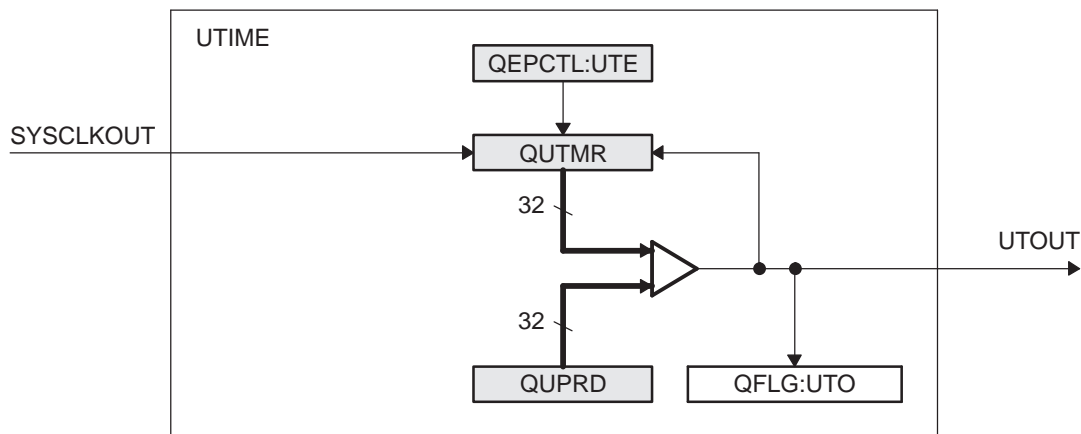 UTIME
QEPCTL:UTE
SYSCLKOUT
QUTMR
32
UTOUT
32
QUPRD
QFLG:UTO